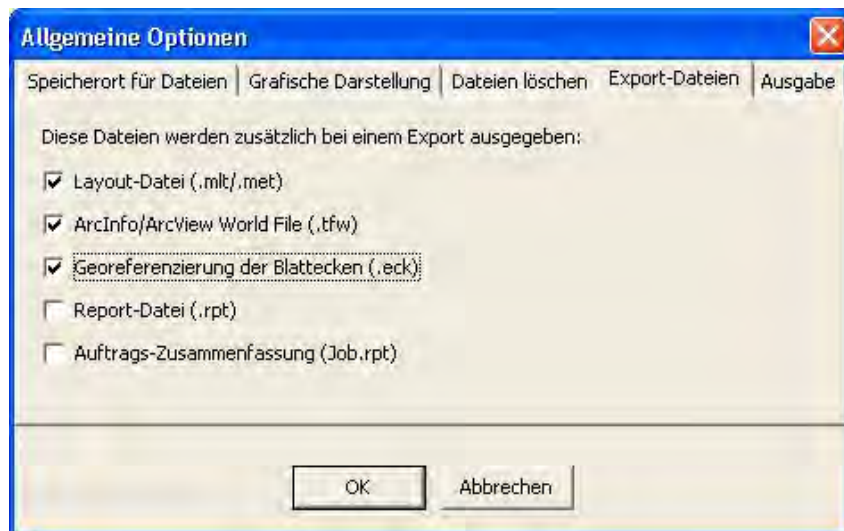 Allgemeine Optionen
Speicherort für Dateien
Grafische Darstellung
Dateien löschen
Export-Dateien
Ausgabe
Diese Dateien werden zusätzlich bei einem Export ausgegeben:
Layout-Datei (.mlt/.met)
ArcInfo/ArcView World File (.tfw)
Georeferenzierung der Blattecken (.eck)
Report-Datei (.rpt)
Auftrags-Zusammenfassung (Job.rpt)
OK
Abbrechen